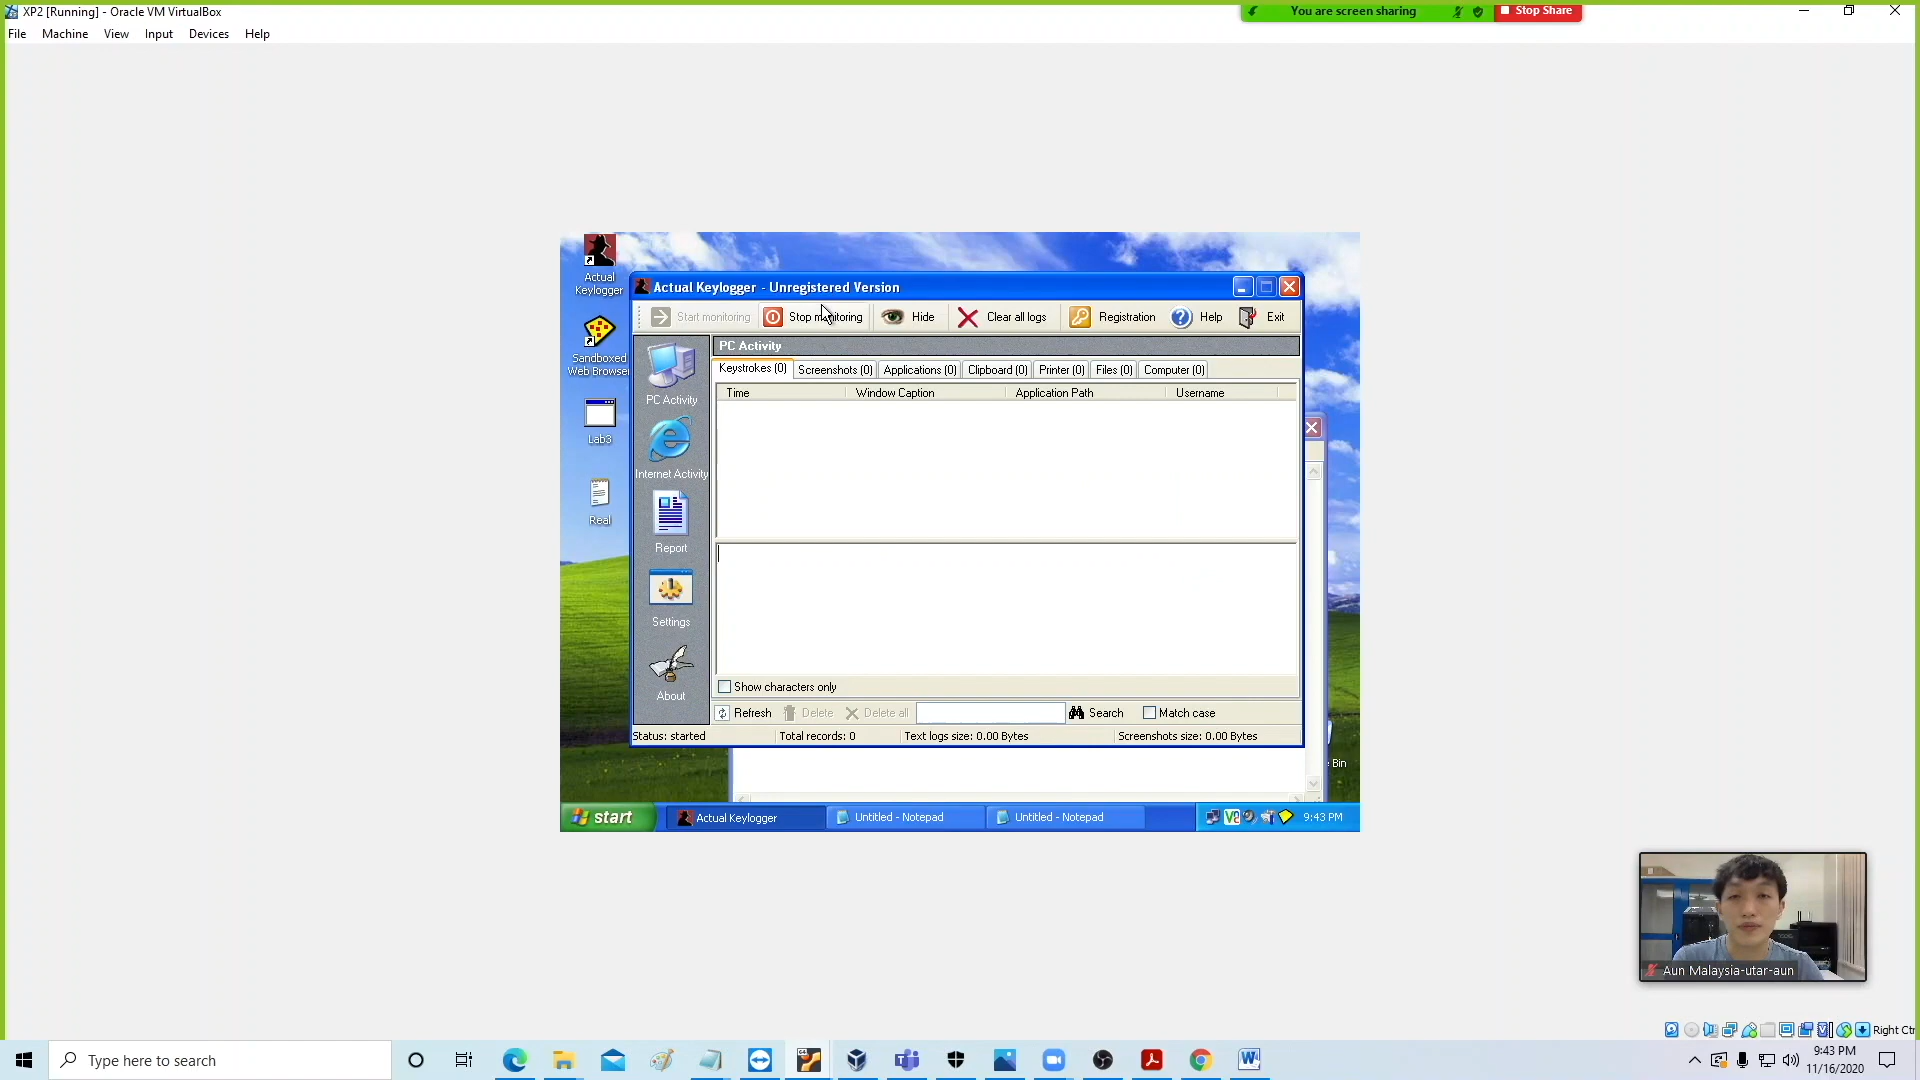 XP2 [Running] - Oracle VM VirtualBox
You are screen sharing
Stop Share
File Machine View Input Devices Help
Actual Keylogger
Sandboxed Web Browser
Lab3
Real
Actual Keylogger - Unregistered Version
Start monitoring Stop monitoring Hide Clear all logs Registration Help Exit
PC Activity
Internet Activity
Report
Settings
About
PC Activity
Keystrokes (0) Screenshots (0) Applications (0) Clipboard (0) Printer (0) Files (0) Computer (0)
Time Window Caption Application Path Username
Show characters only
Refresh Delete Delete all Search Match case
Status: started Total records: 0 Text logs size: 0.00 Bytes Screenshots size: 0.00 Bytes
Bin
start Actual Keylogger Untitled - Notepad Untitled - Notepad 9:43 PM
Aun Malaysia-utar-aun
Right Ctr
Type here to search
9:43 PM
11/16/2020